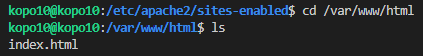 kopo10@kopo10:/etc/apache2/sites-enabled$ cd /var/www/html
kopo10@kopo10:/var/www/html$ ls
index.html